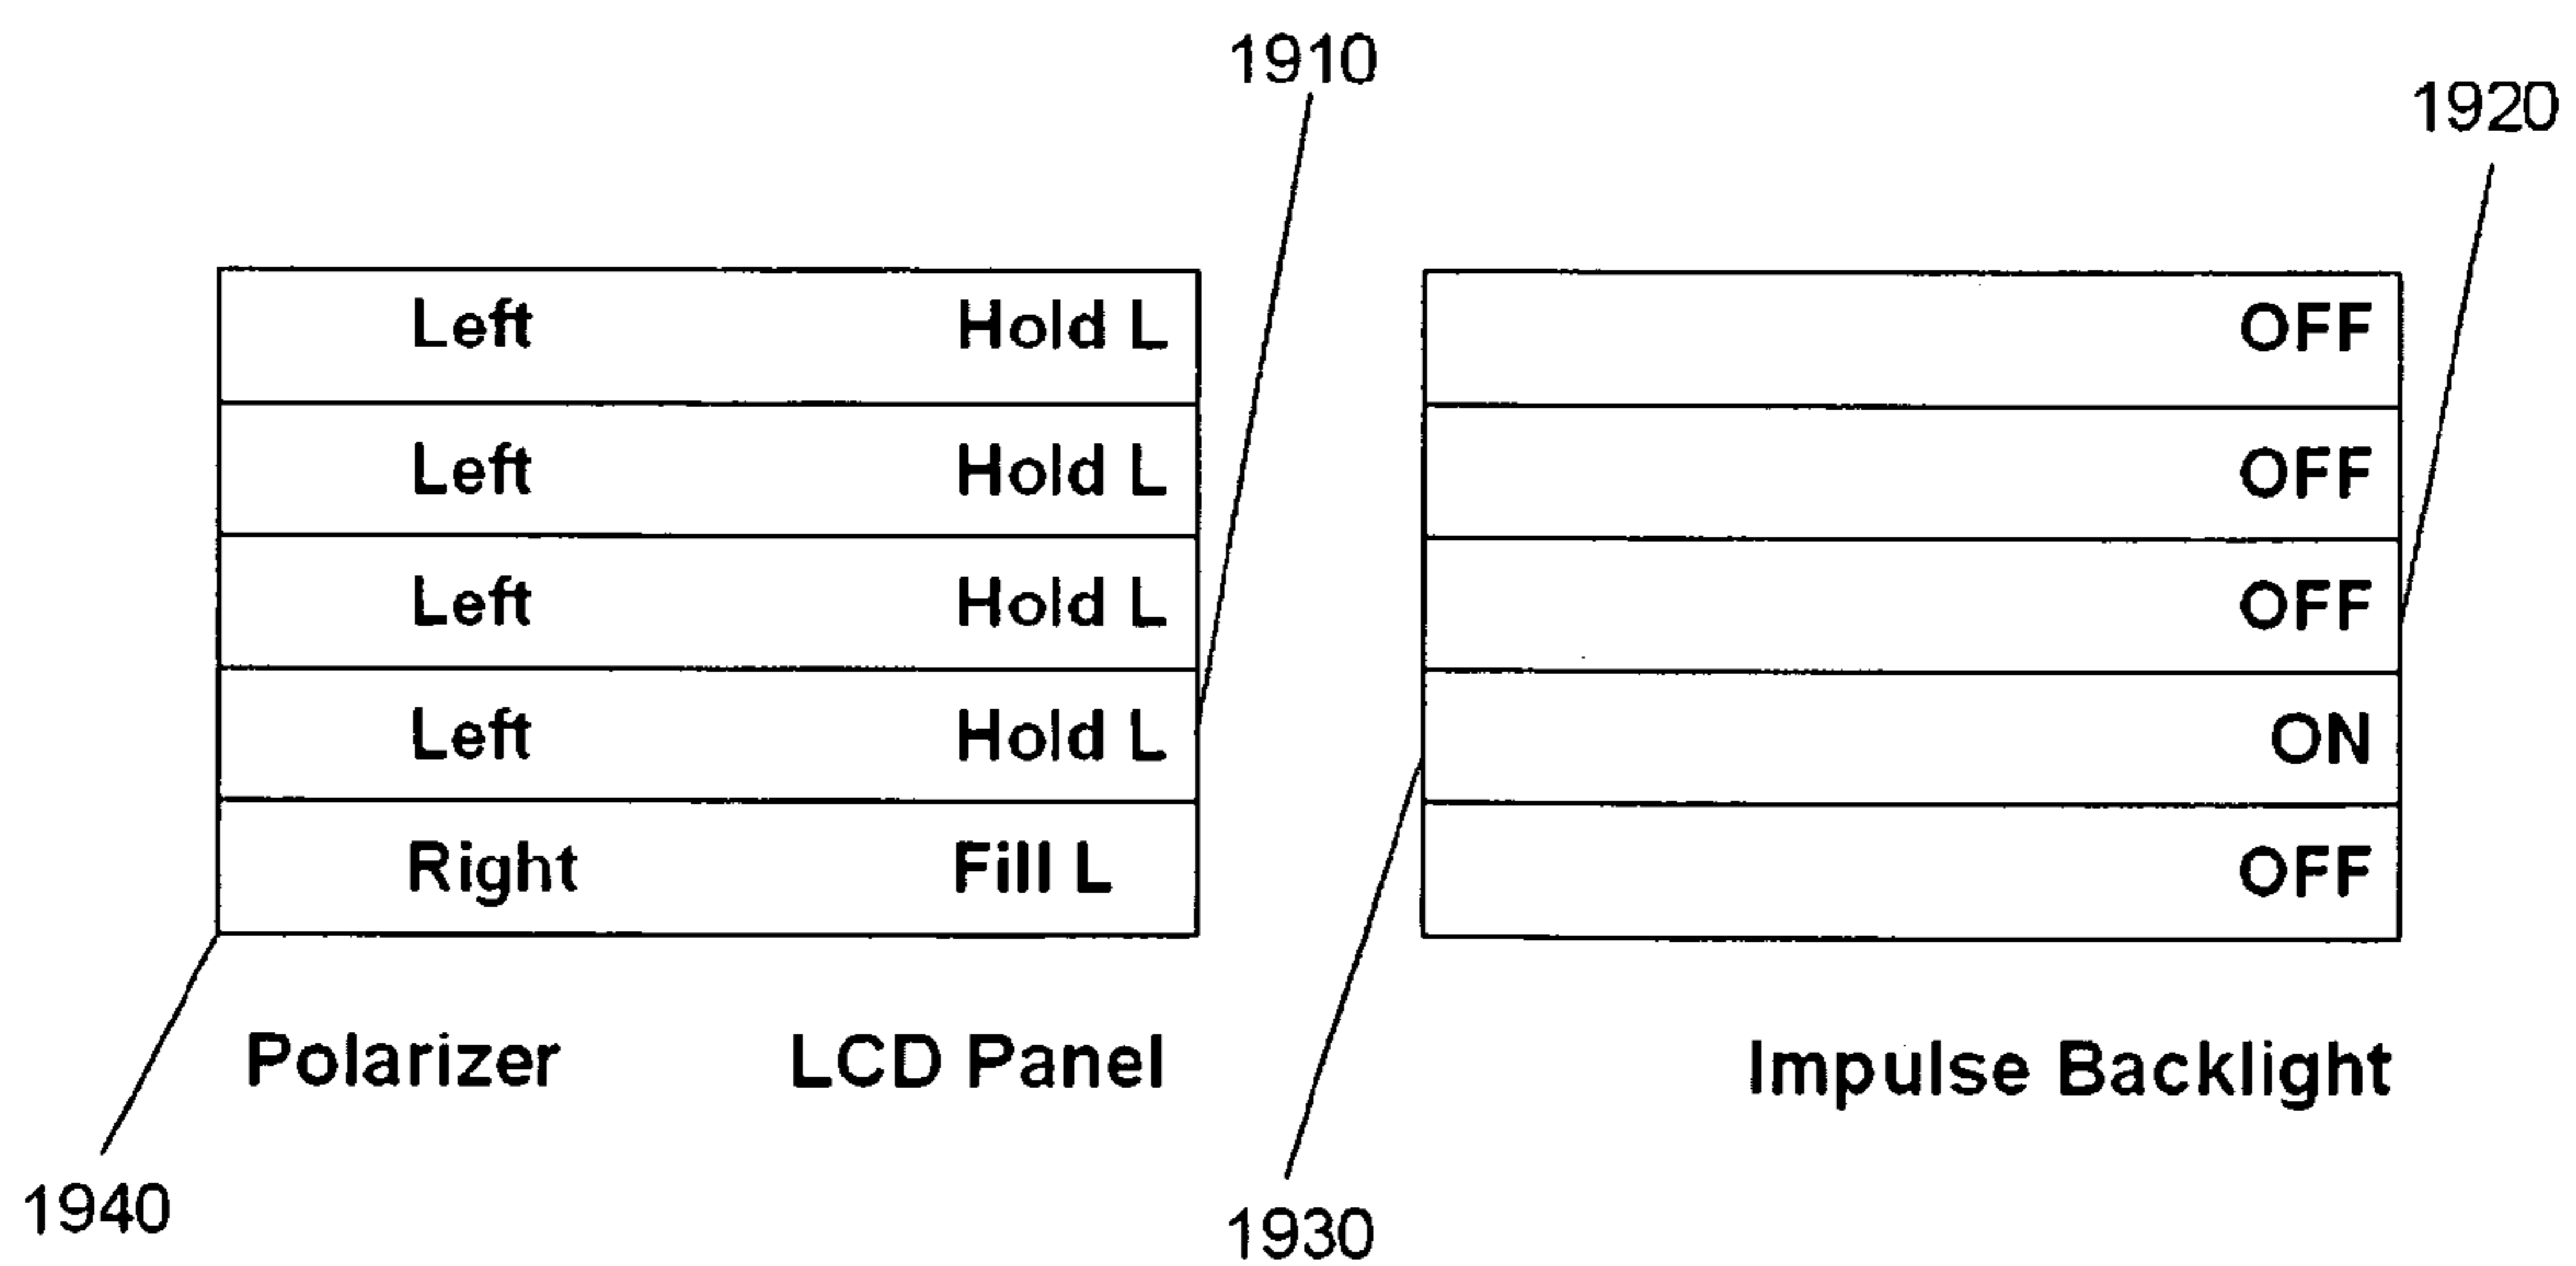 1910
1920
Left Hold L OFF
Left Hold L OFF
Left Hold L OFF
Left Hold L ON
Right Fill L OFF
Polarizer LCD Panel Impulse Backlight
1940
1930